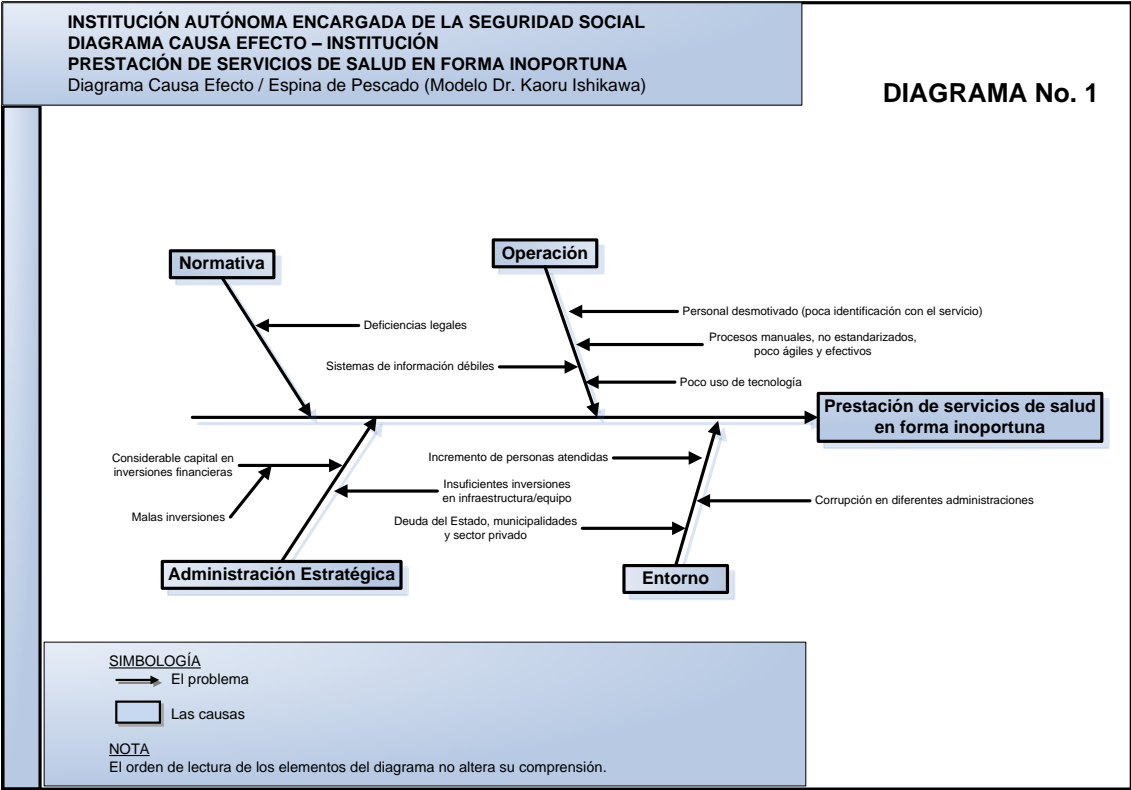 INSTITUCIÓN AUTÓNOMA ENCARGADA DE LA SEGURIDAD SOCIAL
DIAGRAMA CAUSA EFECTO – INSTITUCIÓN
PRESTACIÓN DE SERVICIOS DE SALUD EN FORMA INOPORTUNA
Diagrama Causa Efecto / Espina de Pescado (Modelo Dr. Kaoru Ishikawa)
DIAGRAMA No. 1
Normativa
Deficiencias legales
Operación
Personal desmotivado (poca identificación con el servicio)
Procesos manuales, no estandarizados,
poco ágiles y efectivos
Sistemas de información débiles
Poco uso de tecnología
Prestación de servicios de salud
en forma inoportuna
Considerable capital en
inversiones financieras
Malas inversiones
Insuficientes inversiones
en infraestructura/equipo
Administración Estratégica
Incremento de personas atendidas
Corrupción en diferentes administraciones
Deuda del Estado, municipalidades
y sector privado
Entorno
SIMBOLOGÍA
El problema
Las causas
NOTA
El orden de lectura de los elementos del diagrama no altera su comprensión.